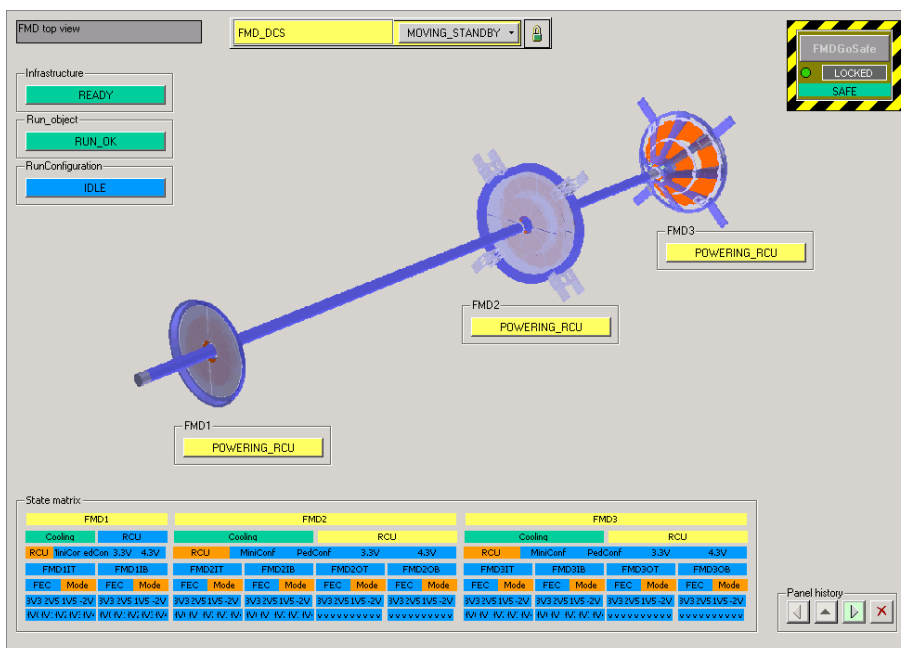 FMD top view
FMD_DCS MOVING_STANDBY
FMDGoSafe
LOCKED
SAFE
Infrastructure
READY
Run_object
RUN_OK
RunConfiguration
IDLE
FMD3
POWERING_RCU
FMD2
POWERING_RCU
FMD1
POWERING_RCU
State matrix
FMD1 FMD2 FMD3
Cooling RCU Cooling RCU Cooling RCU
RCU 3.3V 4.3V RCU MiniConf PedConf 3.3V 4.3V RCU MiniConf PedConf 3.3V 4.3V
FMD1IT FMD1IB FMD2IT FMD2IB FMD2OT FMD2OB FMD3IT FMD3IB FMD3OT FMD3OB
FEC Mode FEC Mode FEC Mode FEC Mode FEC Mode FEC Mode FEC Mode FEC Mode FEC Mode FEC Mode
Panel history